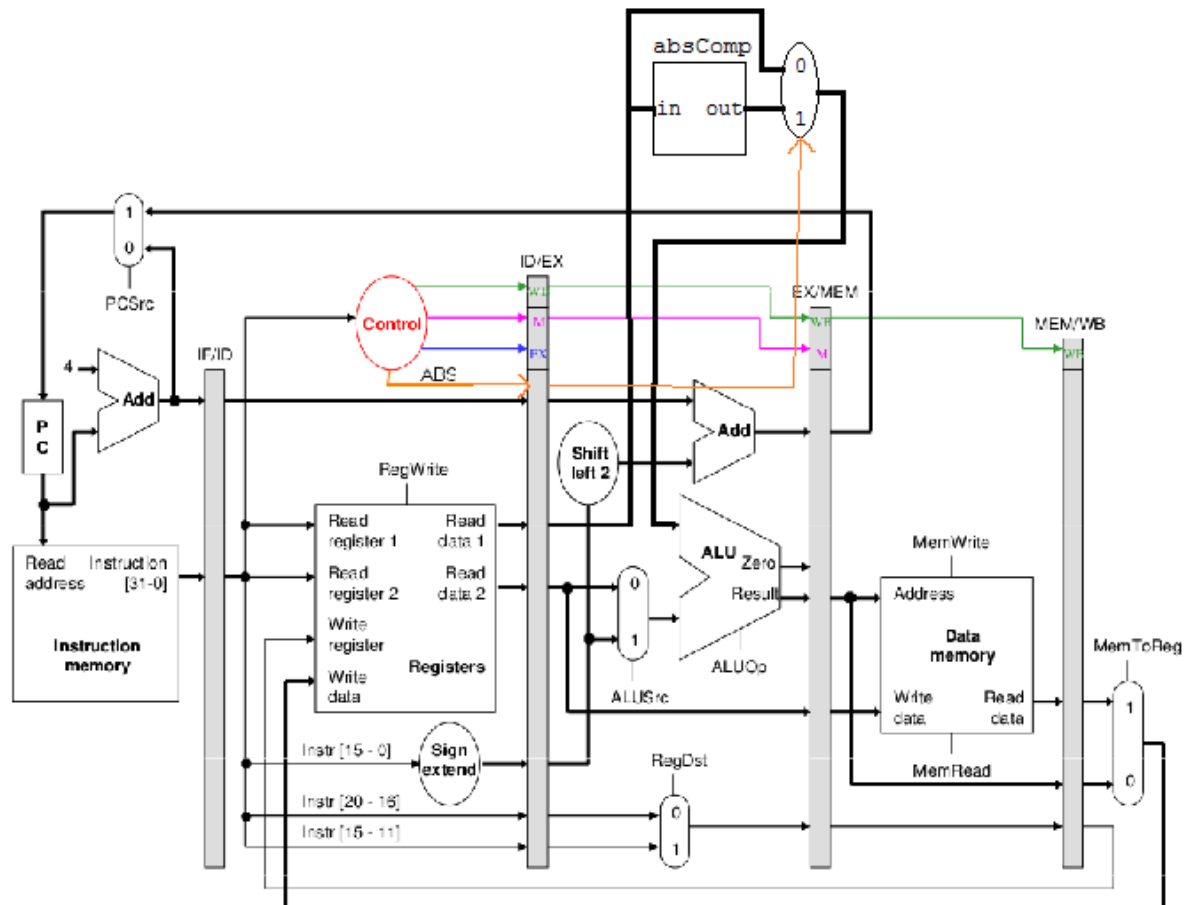 absComp
0
in out
1
1
0
PCSrc
ID/EX
WB
Control
M
EX
EX/MEM
WB
M
MEM/WB
WB
IF/ID
ABS
4
Add
P
C
Add
Shift
left 2
RegWrite
Read
register 1
Read
data 1
Read
register 2
Read
data 2
Write
register
Write
data
Registers
Read
address
Instruction
[31-0]
Instruction
memory
0
1
ALUSrc
ALU
Zero
Result
ALUOp
MemWrite
Address
Data
memory
Write
data
Read
data
MemRead
MemToReg
1
0
Instr [15 - 0]
Sign
extend
RegDst
Instr [20 - 16]
0
Instr [15 - 11]
1